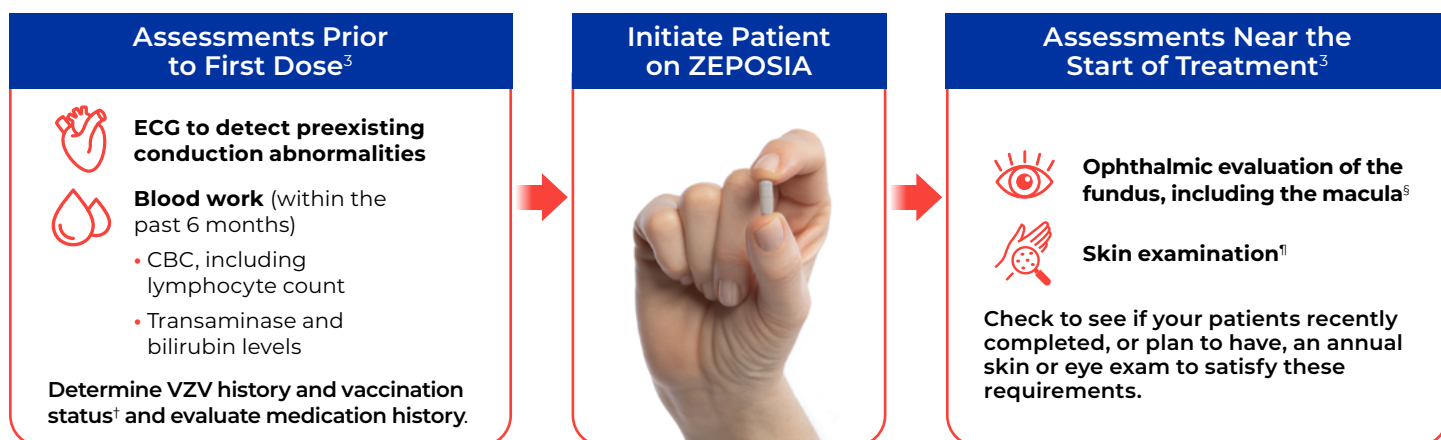 Assessments Prior
to First Dose³
ECG to detect preexisting
conduction abnormalities
Blood work (within the
past 6 months)
• CBC, including
lymphocyte count
• Transaminase and
bilirubin levels
Determine VZV history and vaccination
status† and evaluate medication history.
Initiate Patient
on ZEPOSIA
Assessments Near the
Start of Treatment³
Ophthalmic evaluation of the
fundus, including the macula§
Skin examination¶
Check to see if your patients recently
completed, or plan to have, an annual
skin or eye exam to satisfy these
requirements.